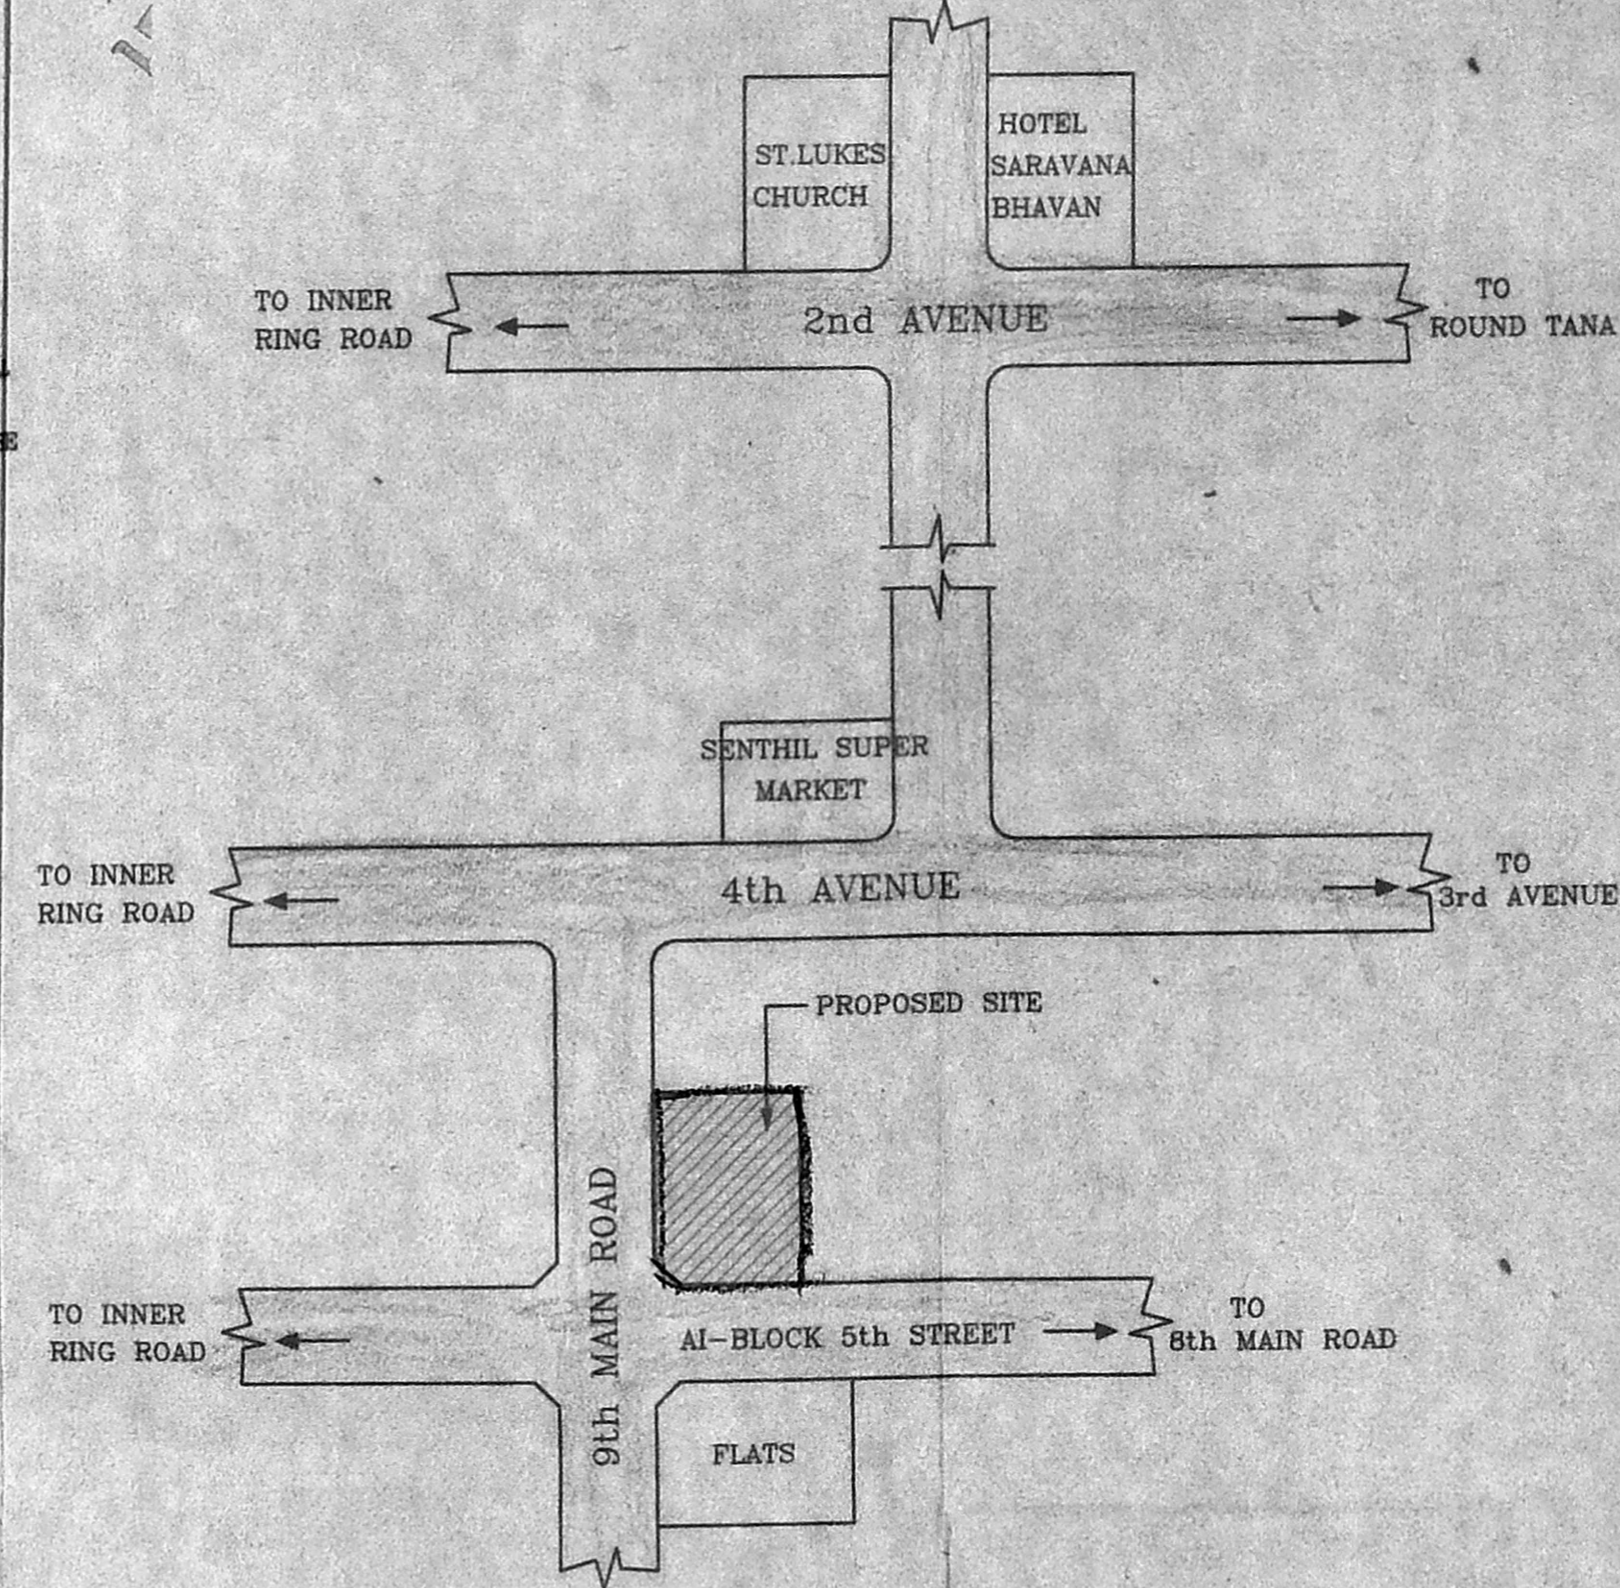 ST.LUKES
CHURCH
HOTEL
SARAVANA
BHAVAN
TO INNER
RING ROAD
2nd AVENUE
TO
ROUND TANA
E
SENTHIL SUPER
MARKET
TO INNER
RING ROAD
4th AVENUE
TO
3rd AVENUE
PROPOSED SITE
9th MAIN ROAD
TO INNER
RING ROAD
AI-BLOCK 5th STREET
TO
8th MAIN ROAD
FLATS